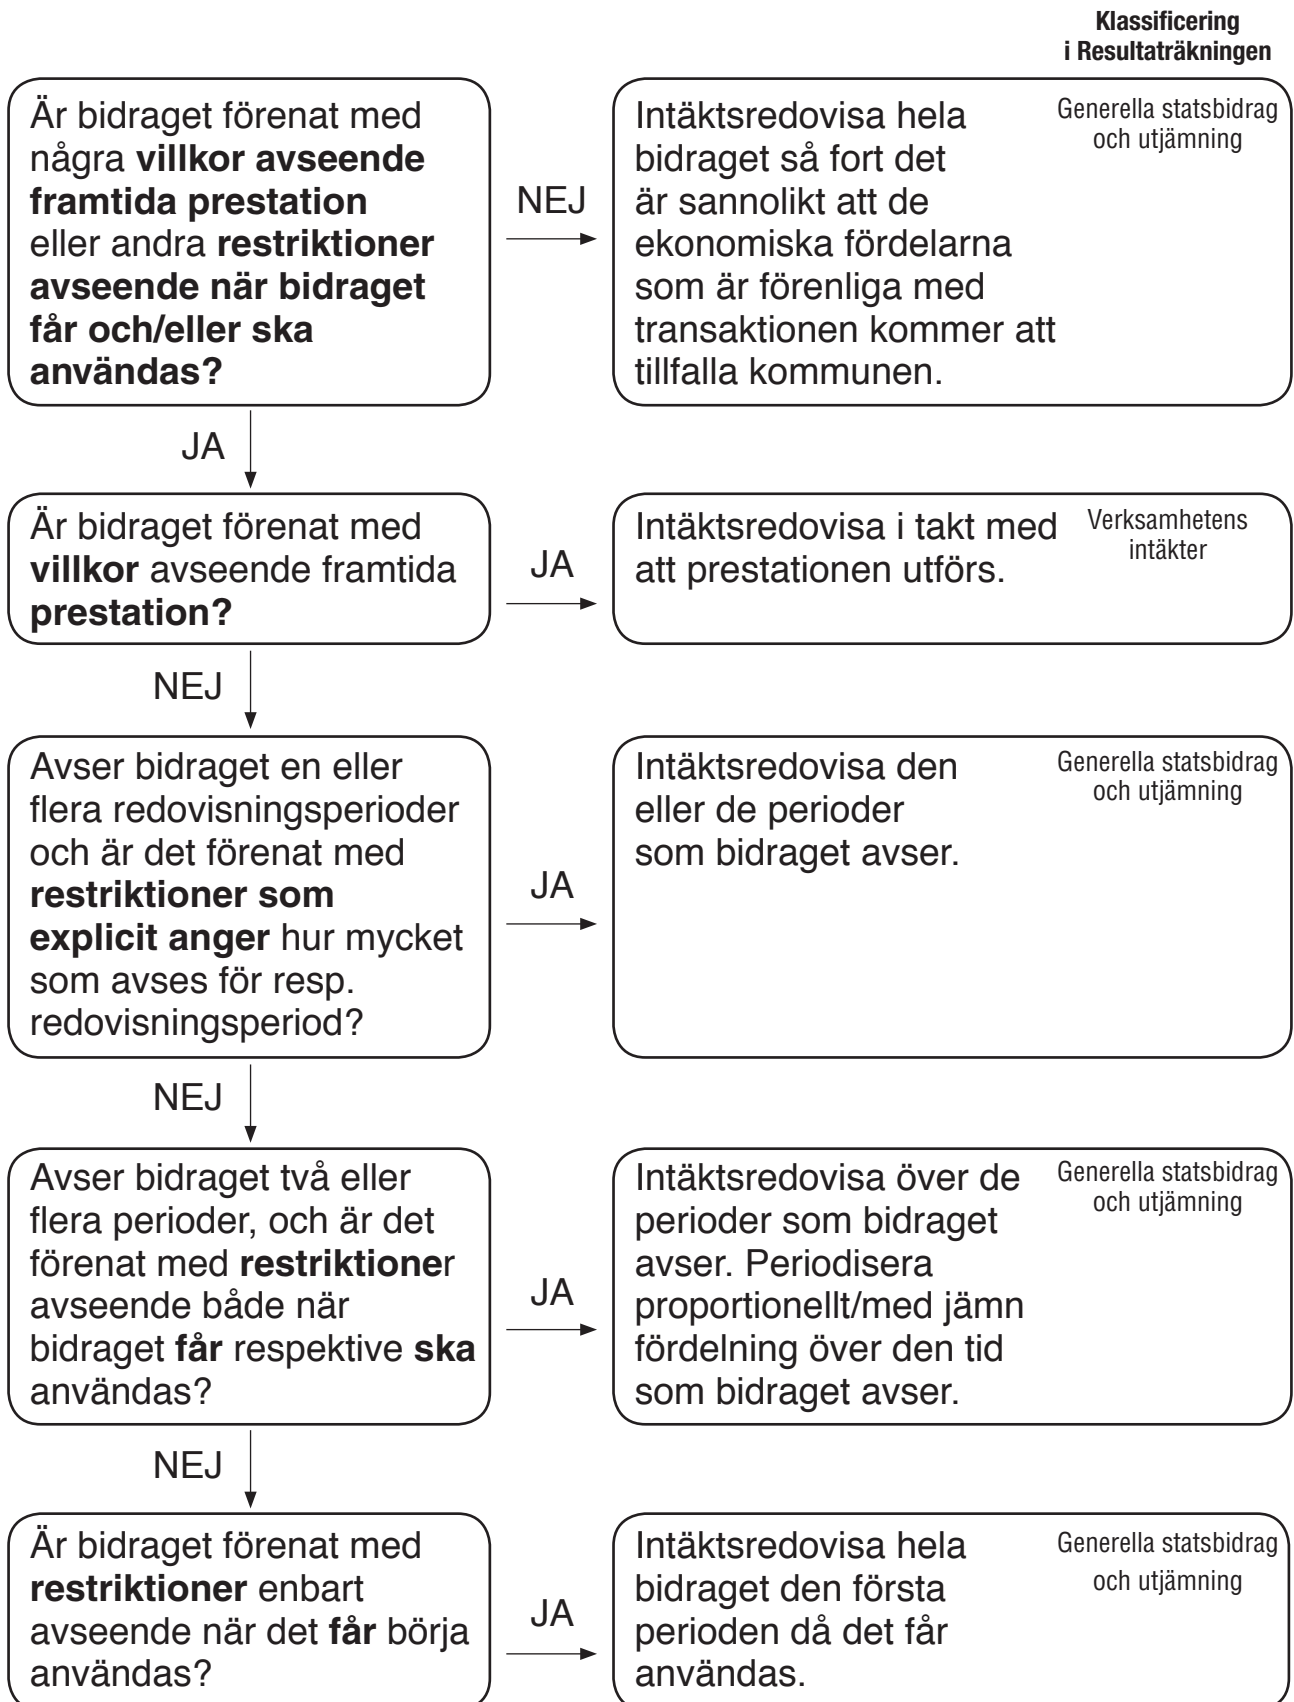 Klassificering
i Resultaträkningen
Är bidraget förenat med
några villkor avseende
framtida prestation
eller andra restriktioner
avseende när bidraget
får och/eller ska
användas?
NEJ
Intäktsredovisa hela
bidraget så fort det
är sannolikt att de
ekonomiska fördelarna
som är förenliga med
transaktionen kommer att
tillfalla kommunen.
Generella statsbidrag
och utjämning
JA
Är bidraget förenat med
villkor avseende framtida
prestation?
JA
Intäktsredovisa i takt med
att prestationen utförs.
Verksamhetens
intäkter
NEJ
Avser bidraget en eller
flera redovisningsperioder
och är det förenat med
restriktioner som
explicit anger hur mycket
som avses för resp.
redovisningsperiod?
JA
Intäktsredovisa den
eller de perioder
som bidraget avser.
Generella statsbidrag
och utjämning
NEJ
Avser bidraget två eller
flera perioder, och är det
förenat med restriktioner
avseende både när
bidraget får respektive ska
användas?
JA
Intäktsredovisa över de
perioder som bidraget
avser. Periodisera
proportionellt/med jämn
fördelning över den tid
som bidraget avser.
Generella statsbidrag
och utjämning
NEJ
Är bidraget förenat med
restriktioner enbart
avseende när det får börja
användas?
JA
Intäktsredovisa hela
bidraget den första
perioden då det får
användas.
Generella statsbidrag
och utjämning